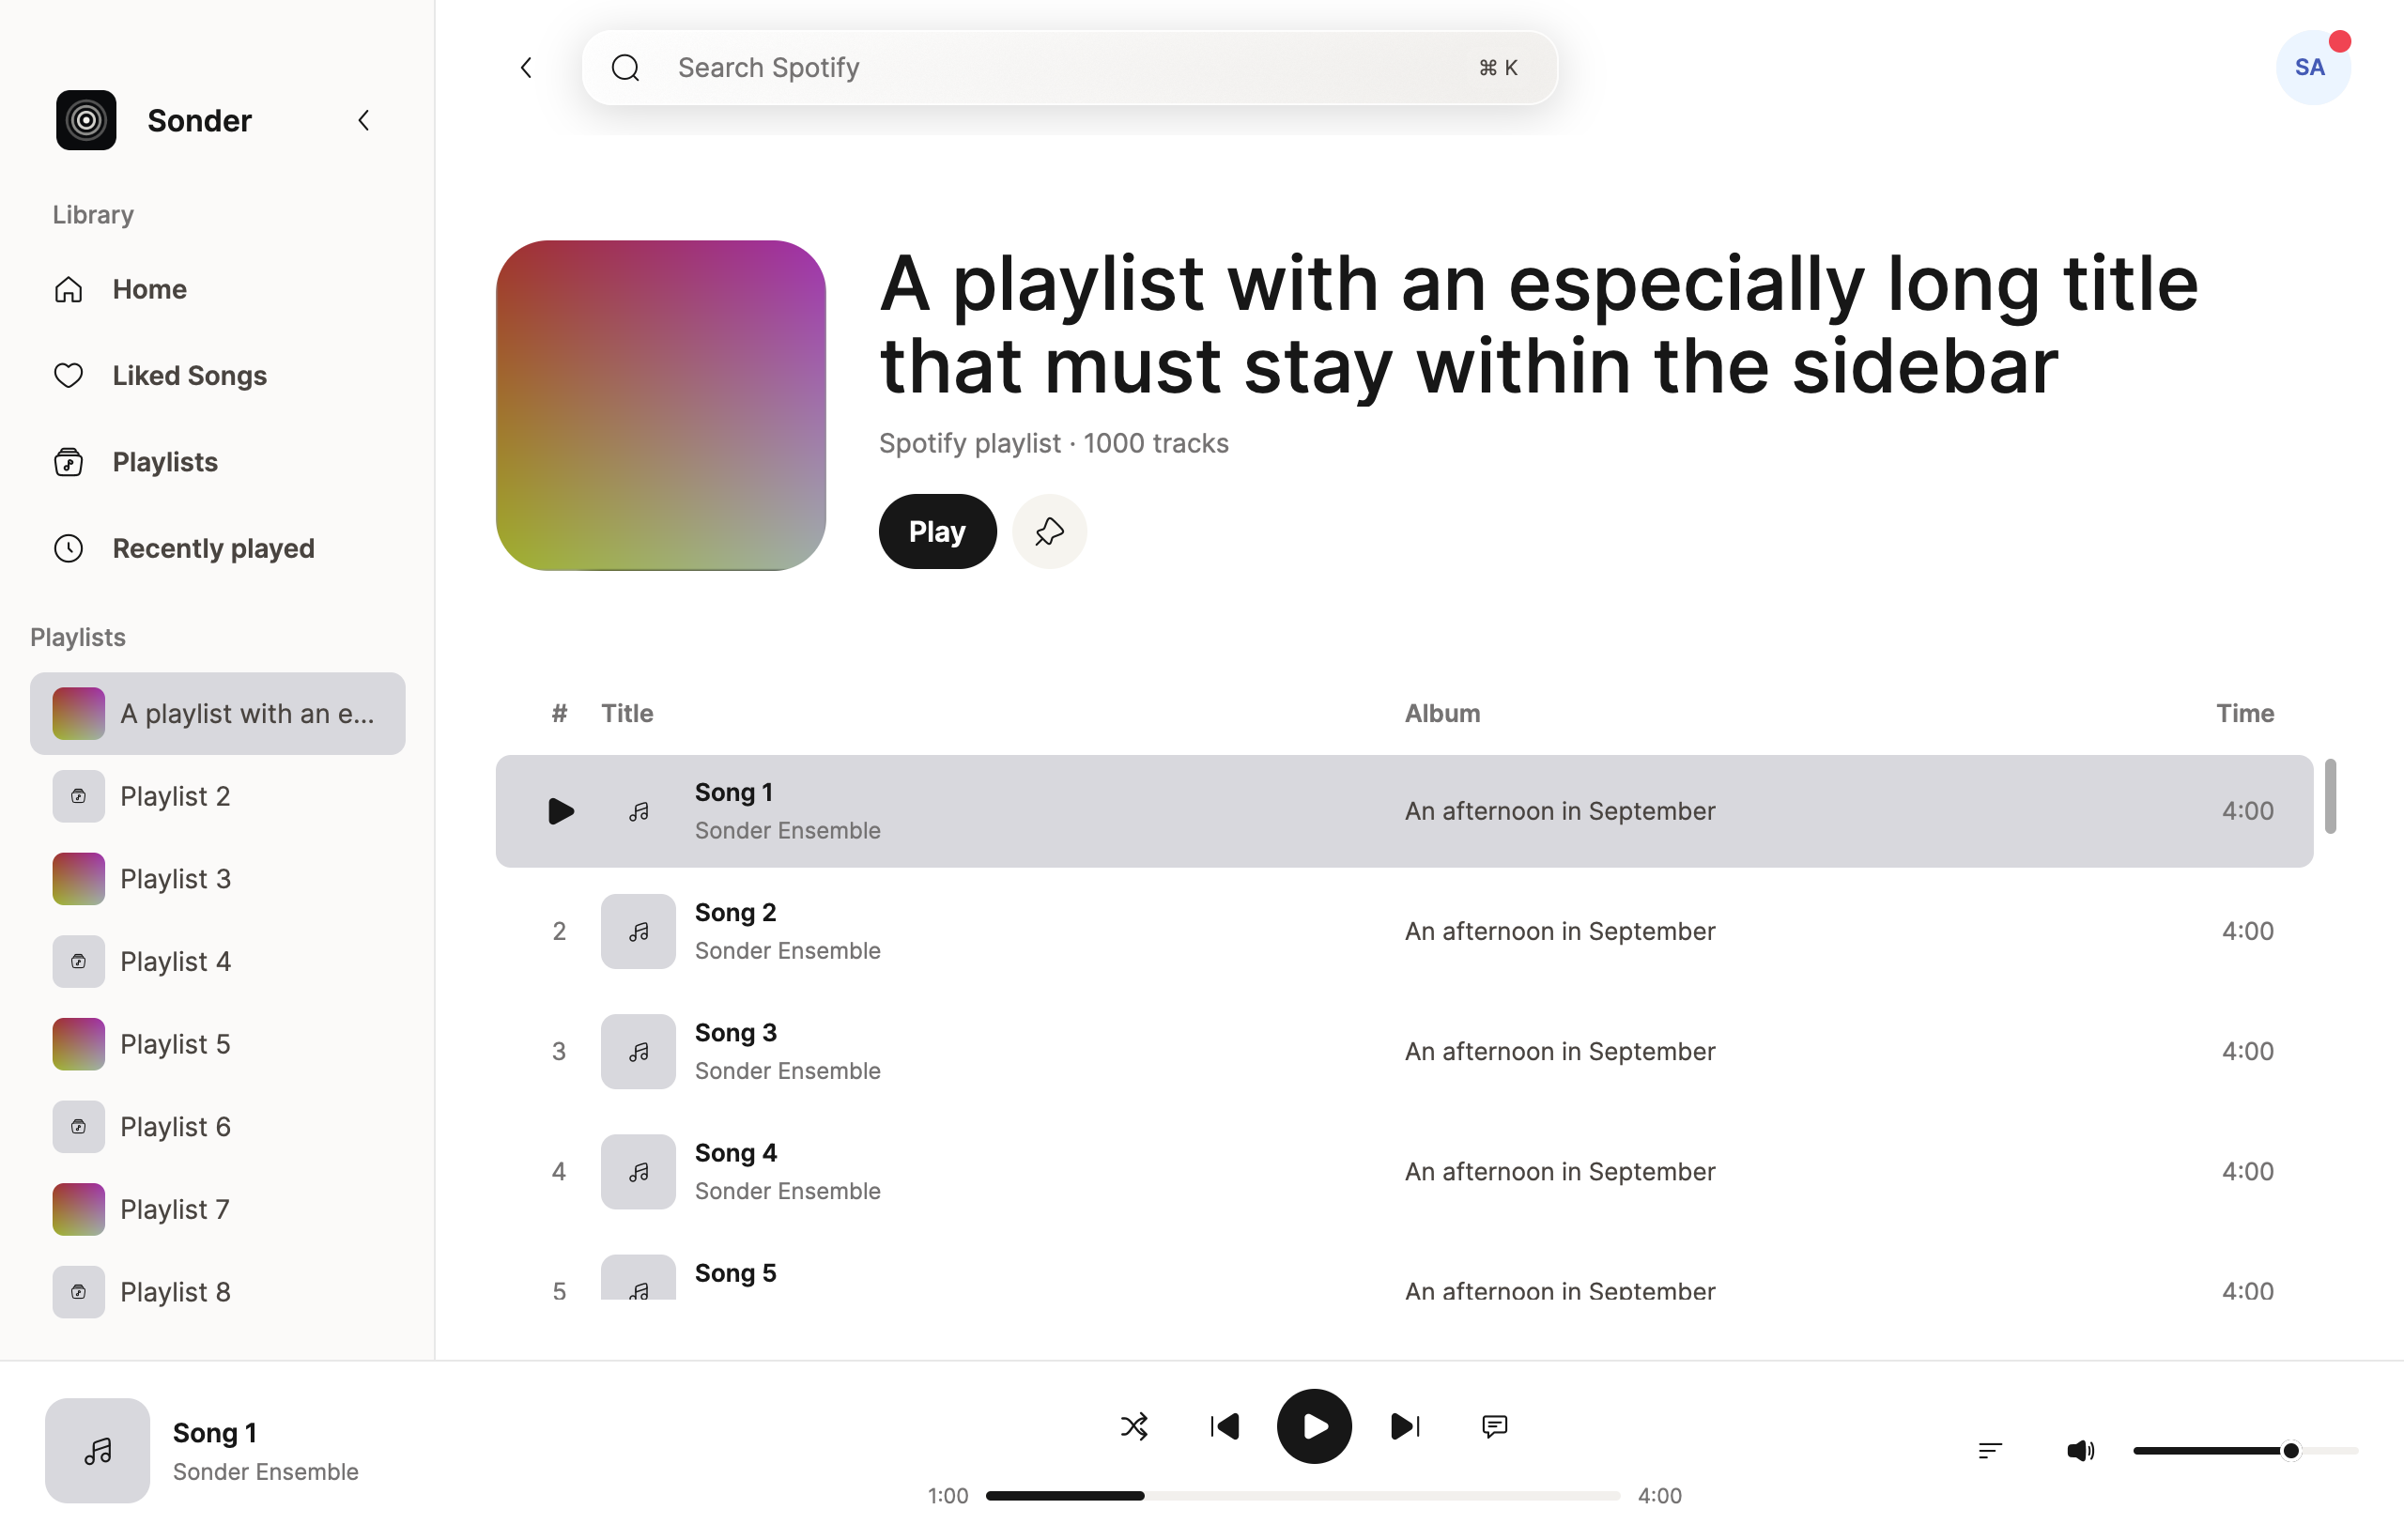 Sonder
Library
Home
Liked Songs
Playlists
Recently played
Playlists
A playlist with an e...
Playlist 2
Playlist 3
Playlist 4
Playlist 5
Playlist 6
Playlist 7
Playlist 8
Search Spotify
⌘ K
SA
A playlist with an especially long title
that must stay within the sidebar
Spotify playlist · 1000 tracks
Play
# Title Album Time
Song 1
Sonder Ensemble
An afternoon in September
4:00
2
Song 2
Sonder Ensemble
An afternoon in September
4:00
3
Song 3
Sonder Ensemble
An afternoon in September
4:00
4
Song 4
Sonder Ensemble
An afternoon in September
4:00
5
Song 5
An afternoon in September
4:00
Song 1
Sonder Ensemble
1:00
4:00